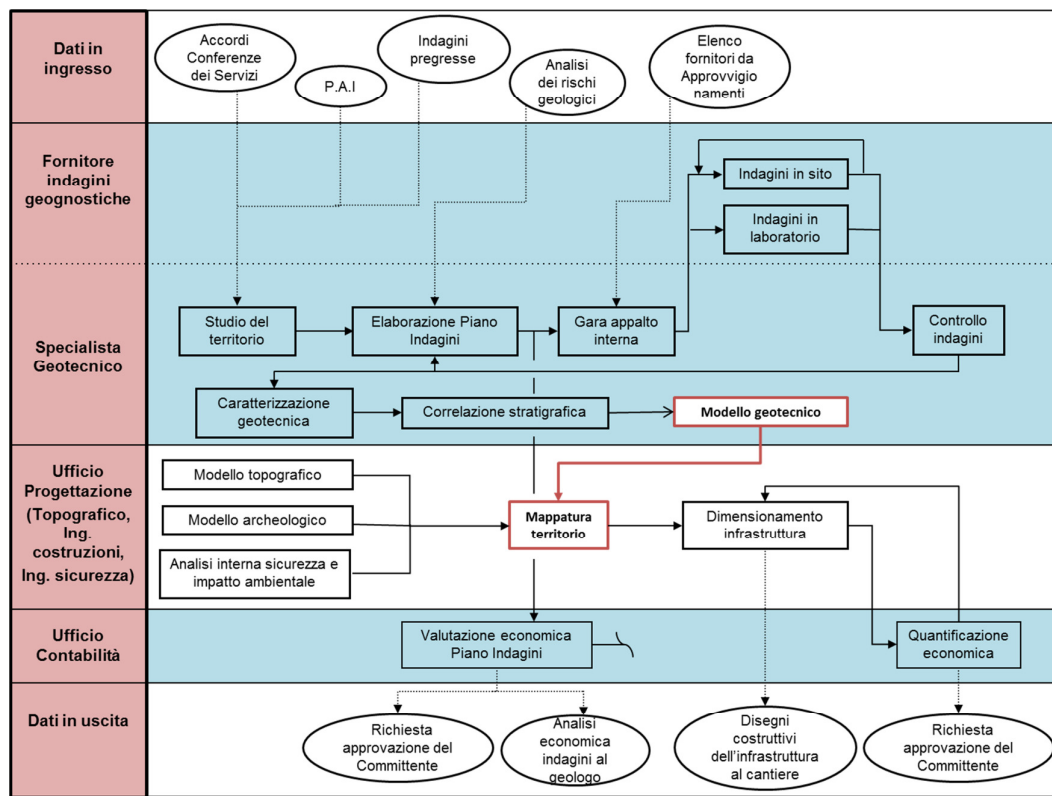 Dati in
ingresso
Accordi
Conferenze
dei Servizi
P.A.I
Indagini
pregresse
Analisi
dei rischi
geologici
Elenco
fornitori da
Approvvigio
namenti
Fornitore
indagini
geognostiche
Indagini in sito
Indagini in
laboratorio
Specialista
Geotecnico
Studio del
territorio
Elaborazione Piano
Indagini
Gara appalto
interna
Controllo
indagini
Caratterizzazione
geotecnica
Correlazione stratigrafica
Modello geotecnico
Ufficio
Progettazione
(Topografico,
Ing.
costruzioni,
Ing. sicurezza)
Modello topografico
Modello archeologico
Analisi interna sicurezza e
impatto ambientale
Mappatura
territorio
Dimensionamento
infrastruttura
Ufficio
Contabilità
Valutazione economica
Piano Indagini
Quantificazione
economica
Dati in uscita
Richiesta
approvazione del
Committente
Analisi
economica
indagini al
geologo
Disegni
costruttivi
dell'infrastruttura
al cantiere
Richiesta
approvazione del
Committente